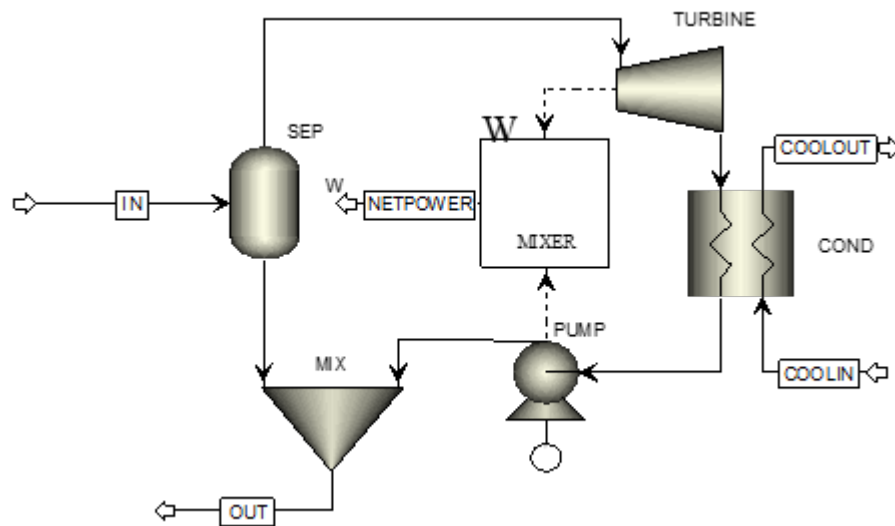 TURBINE
SEP
W
COOLOUT
W
IN
NETPOWER
MIXER
COND
PUMP
MIX
COOLIN
OUT